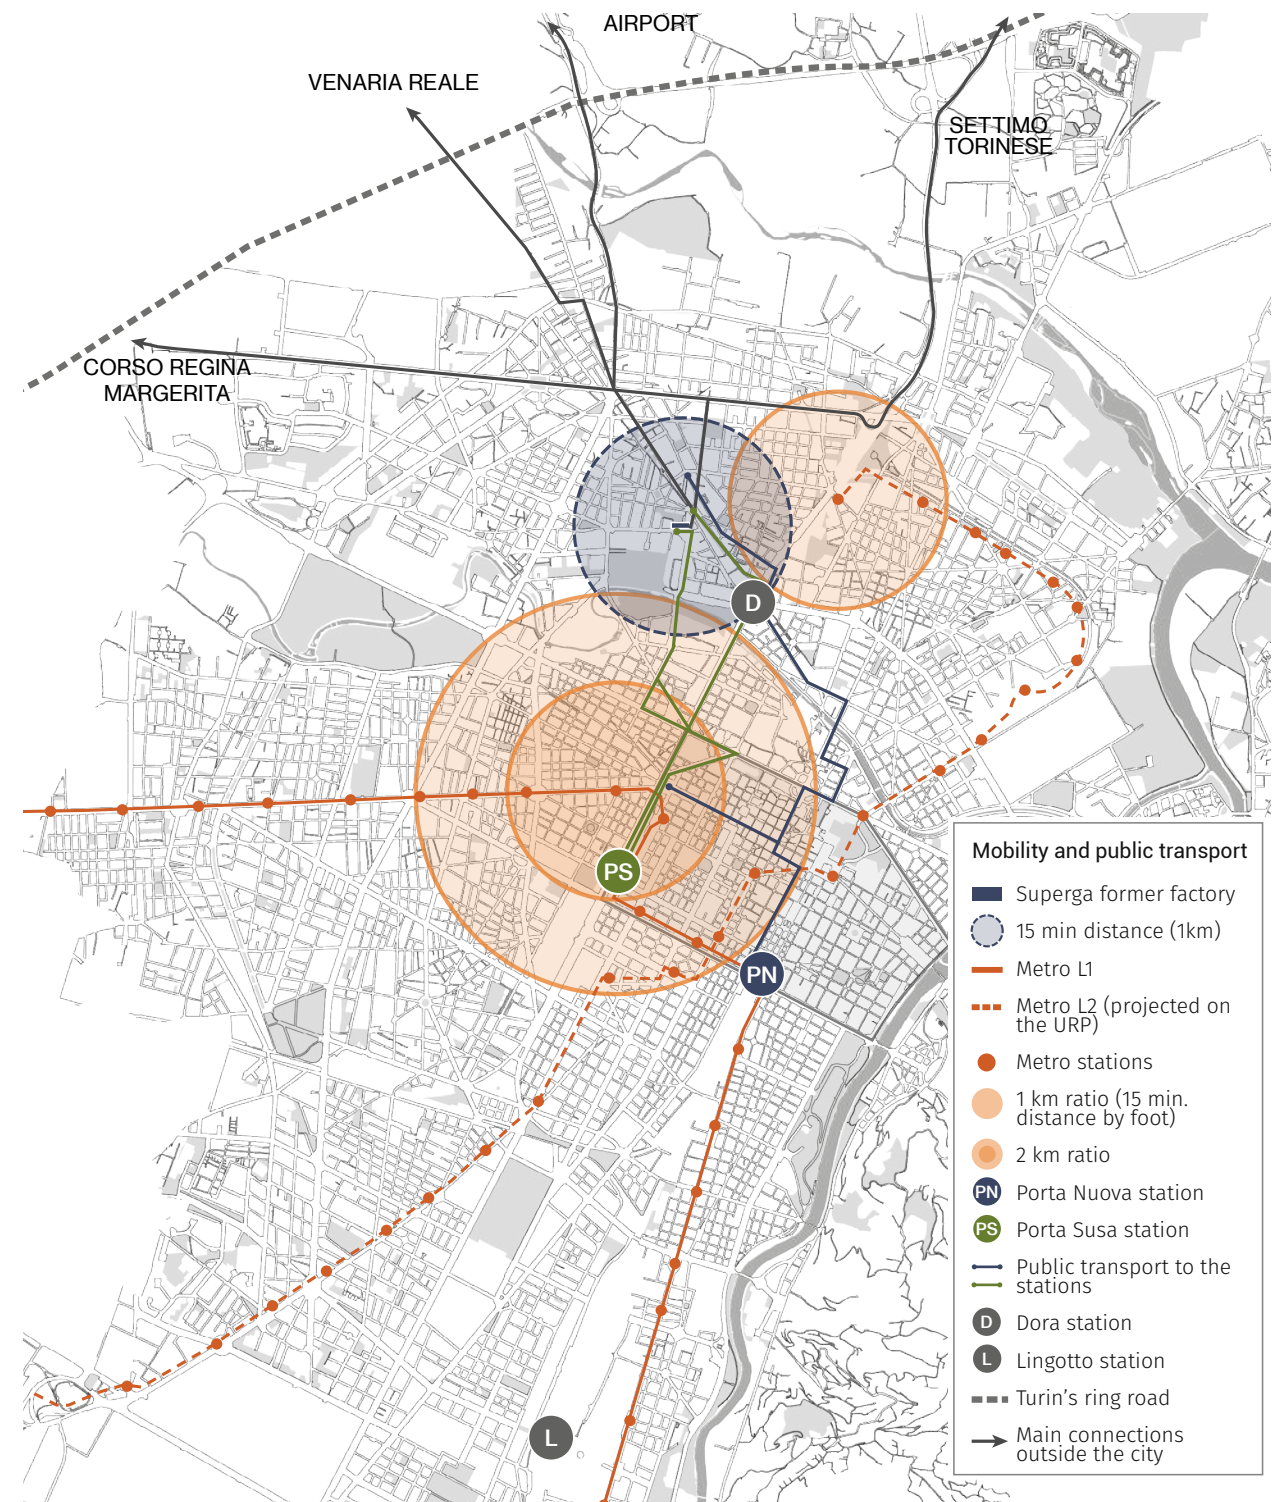 AIRPORT
VENARIA REALE
SETTIMO
TORINESE
CORSO REGINA
MARGERITA
D
PS
PN
L
Mobility and public transport
Superga former factory
15 min distance (1km)
Metro L1
Metro L2 (projected on
the URP)
Metro stations
1 km ratio (15 min.
distance by foot)
2 km ratio
PN Porta Nuova station
PS Porta Susa station
Public transport to the
stations
D Dora station
L Lingotto station
Turin's ring road
Main connections
outside the city